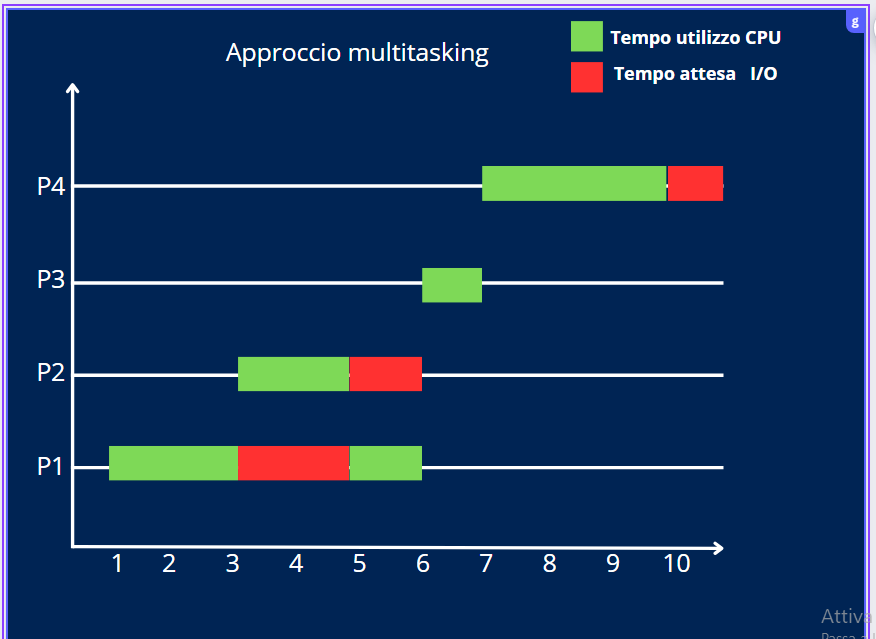 g
Approccio multitasking
Tempo utilizzo CPU
Tempo attesa I/O
P4
P3
P2
P1
1 2 3 4 5 6 7 8 9 10
Attiva